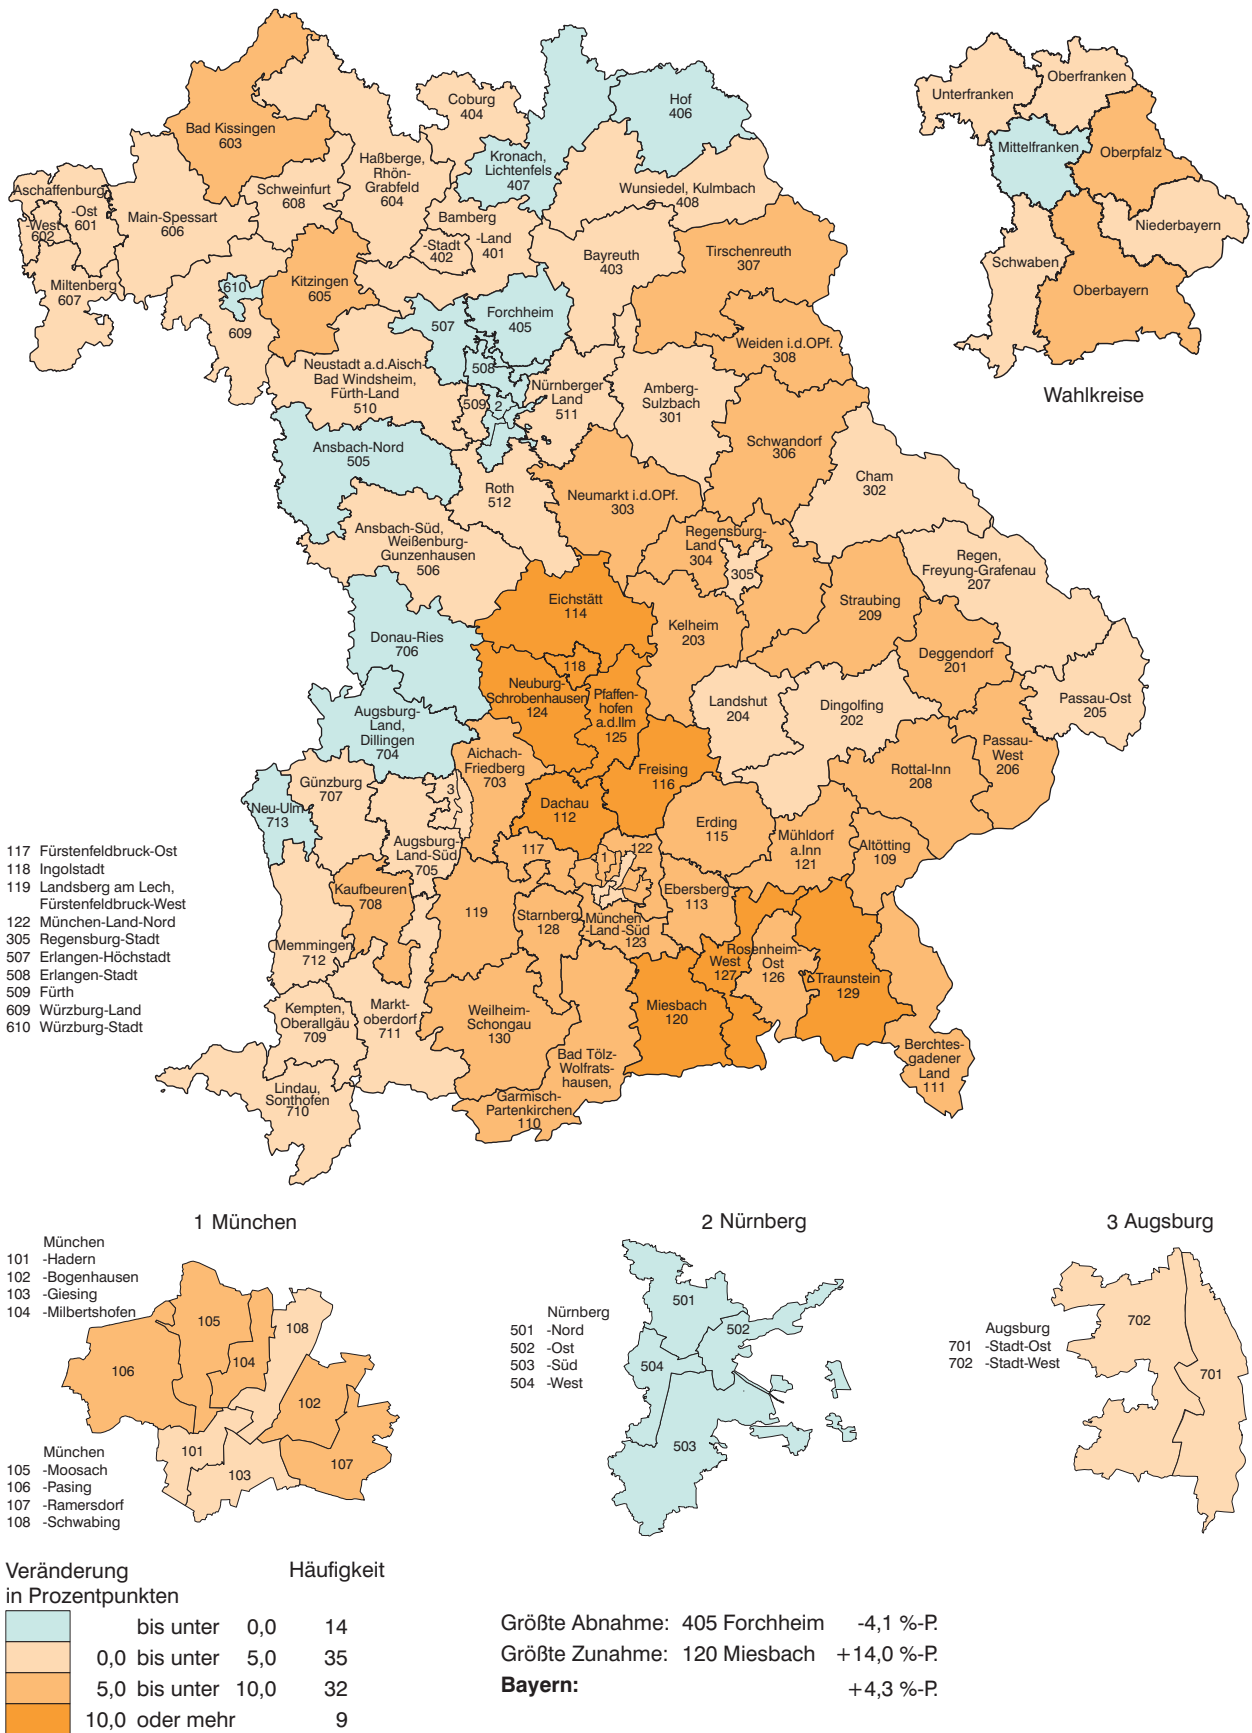 Coburg
404
Hof
406
Bad Kissingen
603
Kronach,
Lichtenfels
407
Haßberge,
Rhön-
Grabfeld
604
Schweinfurt
608
Wunsiedel, Kulmbach
408
Aschaffenburg
-Ost
601
-West
602
Main-Spessart
606
Bamberg
-Stadt
402
-Land
401
Bayreuth
403
Tirschenreuth
307
Miltenberg
607
610
Kitzingen
605
609
507
Forchheim
405
Weiden i.d.OPf.
308
Neustadt a.d.Aisch-
Bad Windsheim,
Fürth-Land
510
508
509
2
Nürnberger
Land
511
Amberg-
Sulzbach
301
Ansbach-Nord
505
Schwandorf
306
Cham
302
Roth
512
Neumarkt i.d.OPf.
303
Ansbach-Süd,
Weißenburg-
Gunzenhausen
506
Regensburg-
Land
304
305
Regen,
Freyung-Grafenau
207
Eichstätt
114
Straubing
209
Kelheim
203
Donau-Ries
706
Deggendorf
201
118
Neuburg-
Schrobenhausen
124
Pfaffen-
hofen
a.d.Ilm
125
Landshut
204
Dingolfing
202
Passau-Ost
205
Augsburg-
Land,
Dillingen
704
Passau-
West
206
Aichach-
Friedberg
703
Freising
116
Rottal-Inn
208
Günzburg
707
3
Neu-Ulm
713
Dachau
112
Erding
115
Mühldorf
a.Inn
121
Altötting
109
Augsburg-
Land-Süd
705
117
1
122
Kaufbeuren
708
119
Starnberg
128
München
-Land-Süd
123
Ebersberg
113
Memmingen
712
Rosenheim-
West
127
Ost
126
Traunstein
129
Kempten,
Oberallgäu
709
Markt-
oberdorf
711
Weilheim-
Schongau
130
Miesbach
120
Bad Tölz-
Wolfrats-
hausen,
Garmisch-
Partenkirchen
110
Berchtes-
gadener
Land
111
Lindau,
Sonthofen
710
Unterfranken
Oberfranken
Mittelfranken
Oberpfalz
Niederbayern
Schwaben
Oberbayern
Wahlkreise
117 Fürstenfeldbruck-Ost
118 Ingolstadt
119 Landsberg am Lech,
Fürstenfeldbruck-West
122 München-Land-Nord
305 Regensburg-Stadt
507 Erlangen-Höchstadt
508 Erlangen-Stadt
509 Fürth
609 Würzburg-Land
610 Würzburg-Stadt
1 München
München
101 -Hadern
102 -Bogenhausen
103 -Giesing
104 -Milbertshofen
105
108
106
104
102
101
103
107
München
105 -Moosach
106 -Pasing
107 -Ramersdorf
108 -Schwabing
2 Nürnberg
Nürnberg
501 -Nord
502 -Ost
503 -Süd
504 -West
501
502
504
503
3 Augsburg
Augsburg
701 -Stadt-Ost
702 -Stadt-West
702
701
Veränderung
in Prozentpunkten
Häufigkeit
bis unter 0,0 14
0,0 bis unter 5,0 35
5,0 bis unter 10,0 32
10,0 oder mehr 9
Größte Abnahme: 405 Forchheim -4,1 %-P.
Größte Zunahme: 120 Miesbach +14,0 %-P.
Bayern: +4,3 %-P.